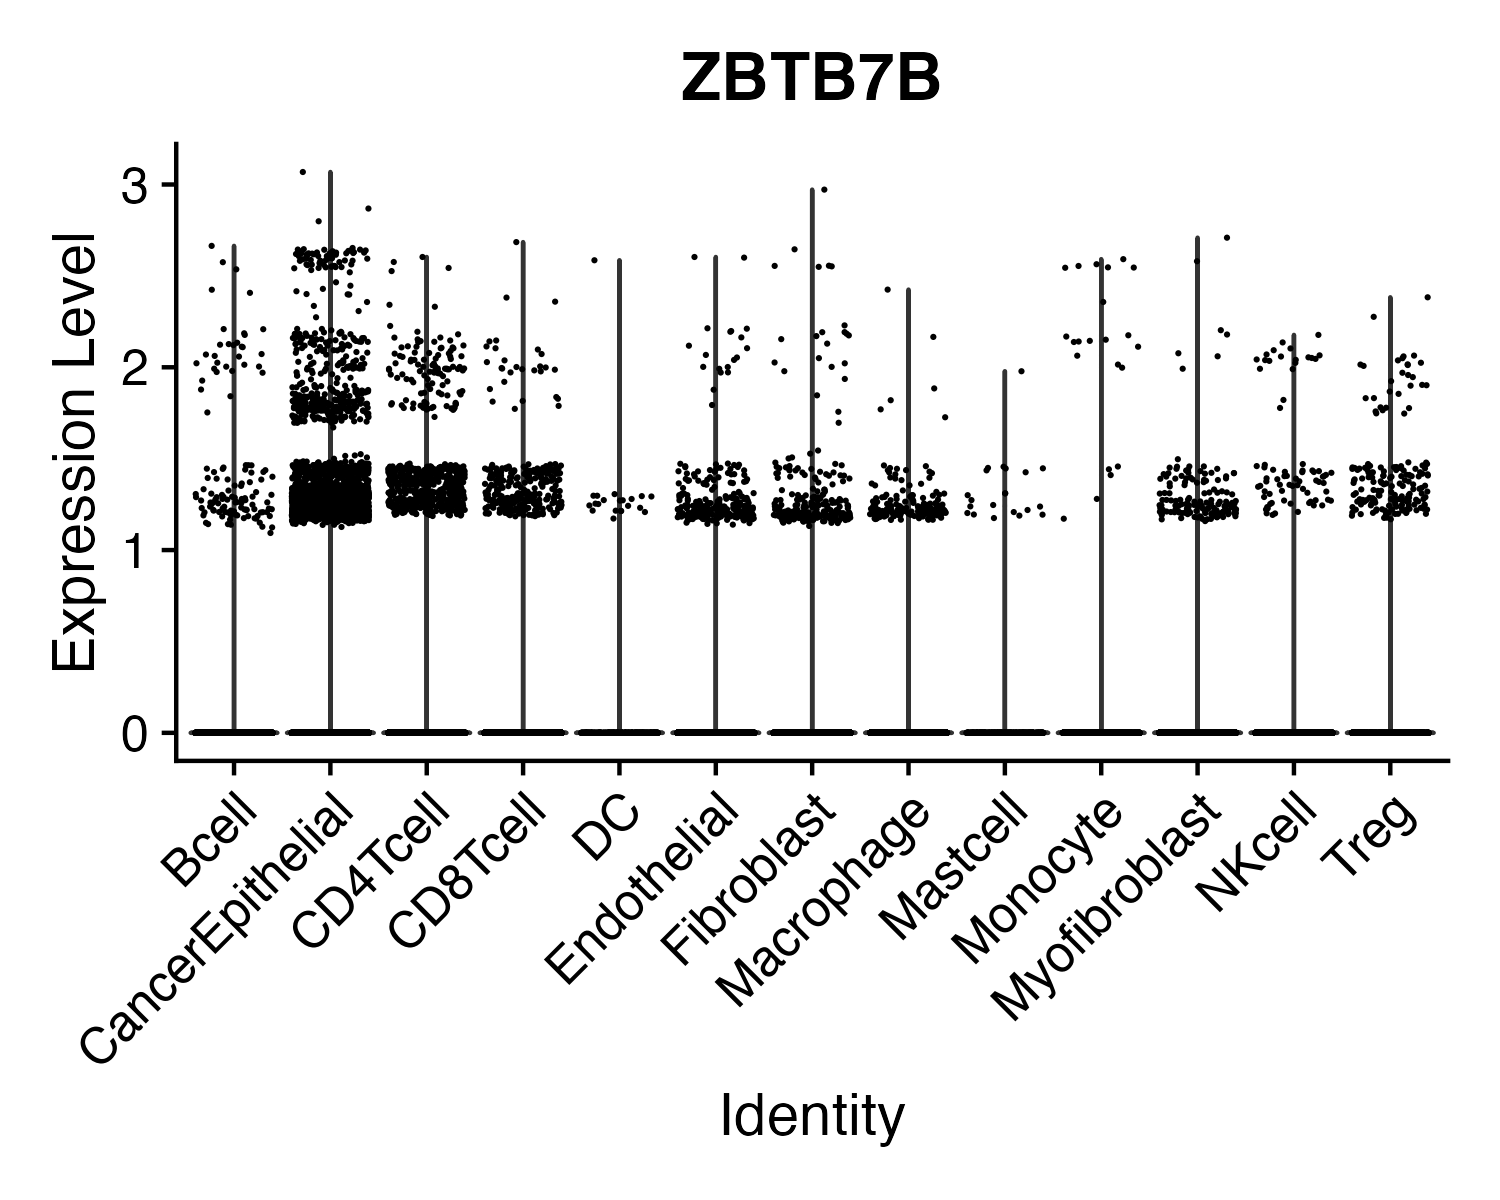 ZBTB7B
Expression Level
3
2
1
0
Bcell
CancerEpithelial
CD4Tcell
CD8Tcell
DC
Endothelial
Fibroblast
Macrophage
Mastcell
Monocyte
Myofibroblast
NKcell
Treg
Identity